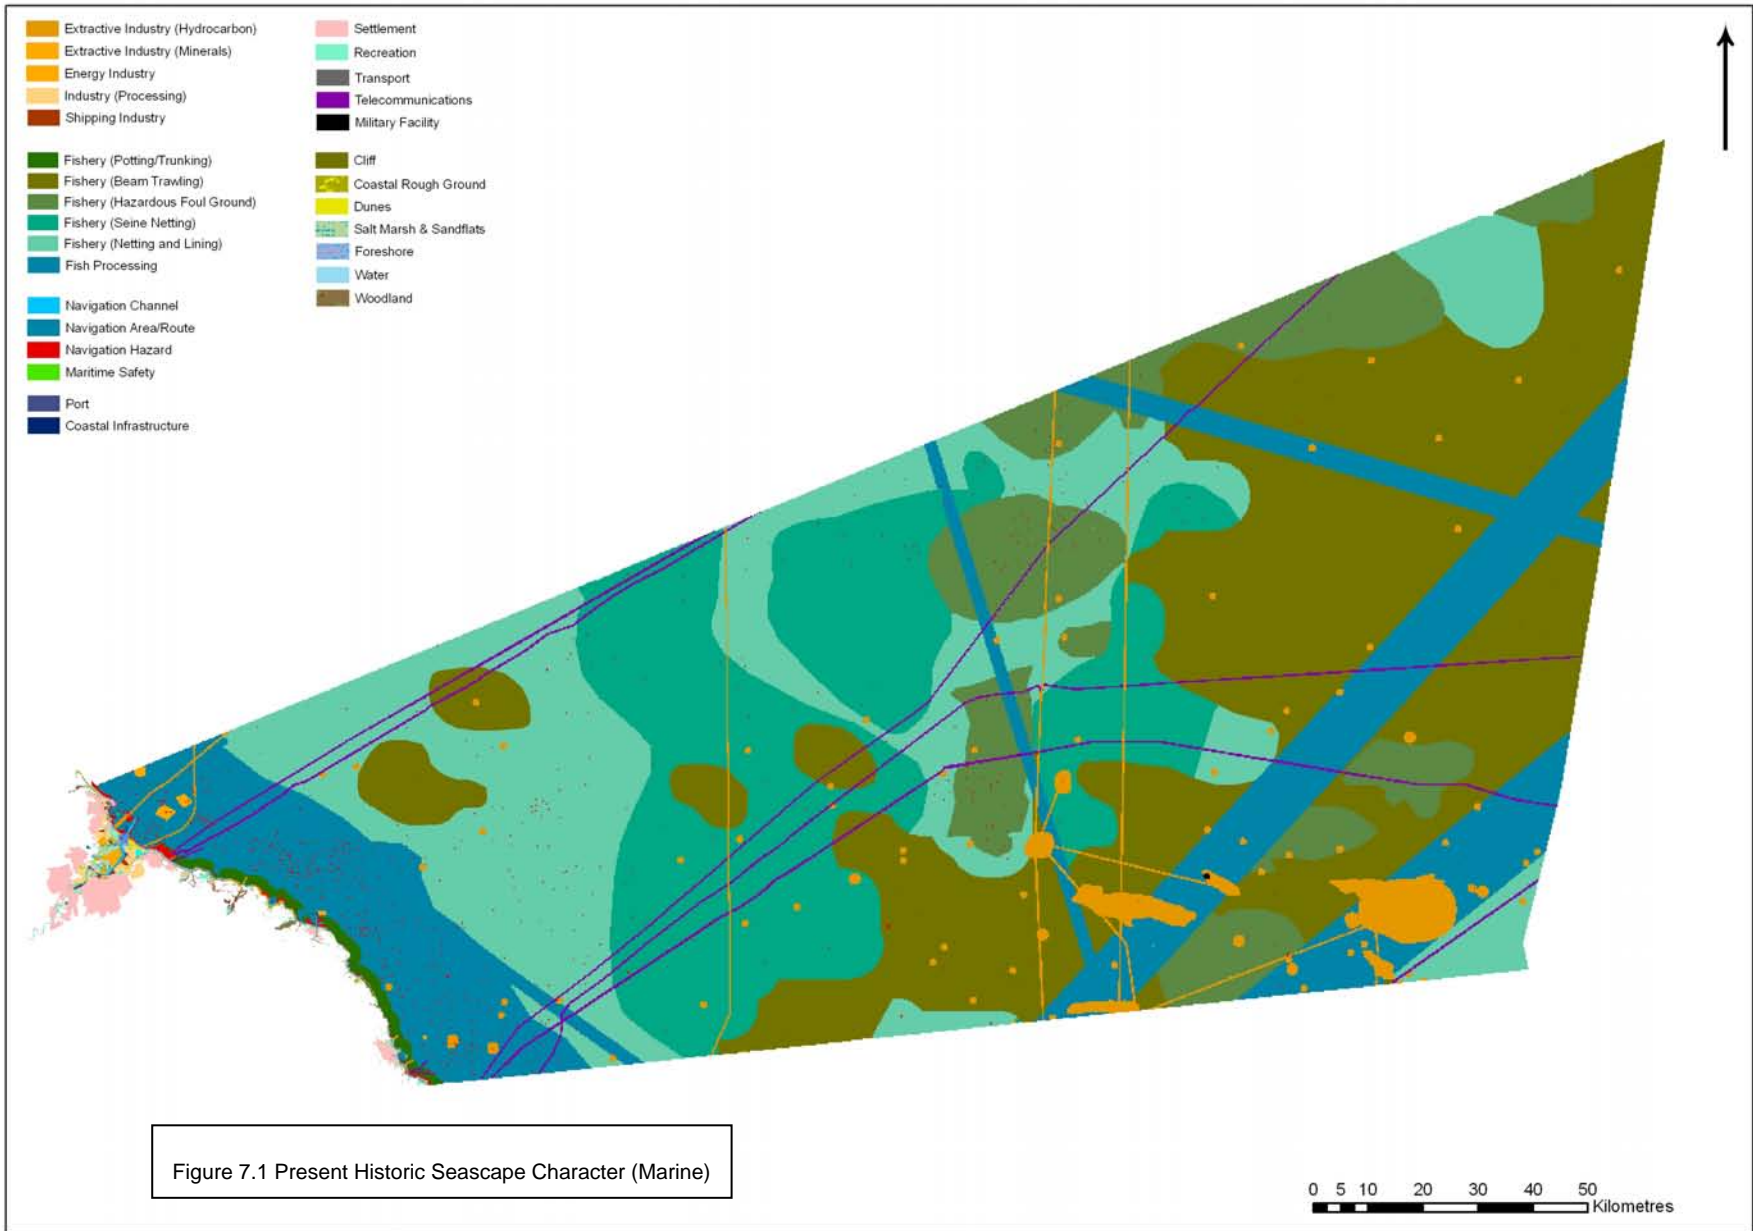 Extractive Industry (Hydrocarbon)
Extractive Industry (Minerals)
Energy Industry
Industry (Processing)
Shipping Industry
Fishery (Potting/Trunking)
Fishery (Beam Trawling)
Fishery (Hazardous Foul Ground)
Fishery (Seine Netting)
Fishery (Netting and Lining)
Fish Processing
Navigation Channel
Navigation Area/Route
Navigation Hazard
Maritime Safety
Port
Coastal Infrastructure
Settlement
Recreation
Transport
Telecommunications
Military Facility
Cliff
Coastal Rough Ground
Dunes
Salt Marsh & Sandflats
Foreshore
Water
Woodland
Figure 7.1 Present Historic Seascape Character (Marine)
0 5 10 20 30 40 50
Kilometres